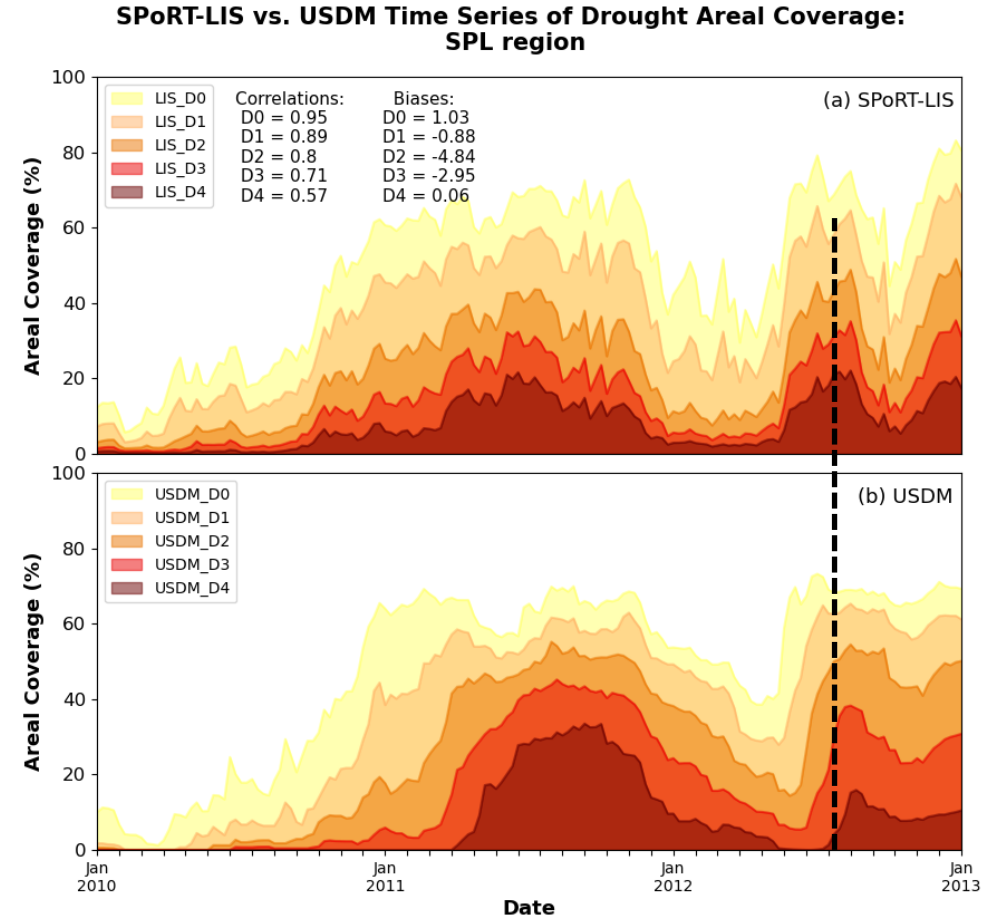 SPoRT-LIS vs. USDM Time Series of Drought Areal Coverage:
SPL region
100
80
60
40
20
0
Areal Coverage (%)
LIS_D0
LIS_D1
LIS_D2
LIS_D3
LIS_D4
Correlations:
D0 = 0.95
D1 = 0.89
D2 = 0.8
D3 = 0.71
D4 = 0.57
Biases:
D0 = 1.03
D1 = -0.88
D2 = -4.84
D3 = -2.95
D4 = 0.06
(a) SPoRT-LIS
100
80
60
40
20
0
Areal Coverage (%)
USDM_D0
USDM_D1
USDM_D2
USDM_D3
USDM_D4
(b) USDM
Jan
2010
Jan
2011
Jan
2012
Jan
2013
Date